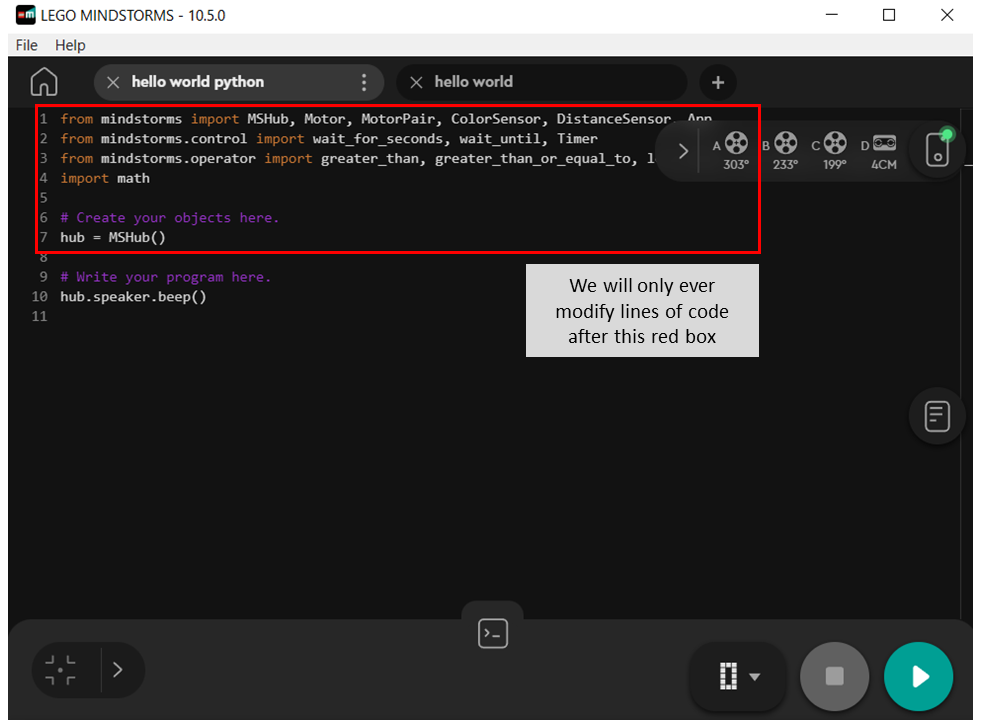 LEGO MINDSTORMS - 10.5.0
File Help
hello world python hello world +
1 from mindstorms import MSHub, Motor, MotorPair, ColorSensor, DistanceSensor, App
2 from mindstorms.control import wait_for_seconds, wait_until, Timer
3 from mindstorms.operator import greater_than, greater_than_or_equal_to,
4 import math
5
6 # Create your objects here.
7 hub = MSHub()
8
9 # Write your program here.
10 hub.speaker.beep()
11
A B C D
303° 233° 199° 4CM
We will only ever
modify lines of code
after this red box
0